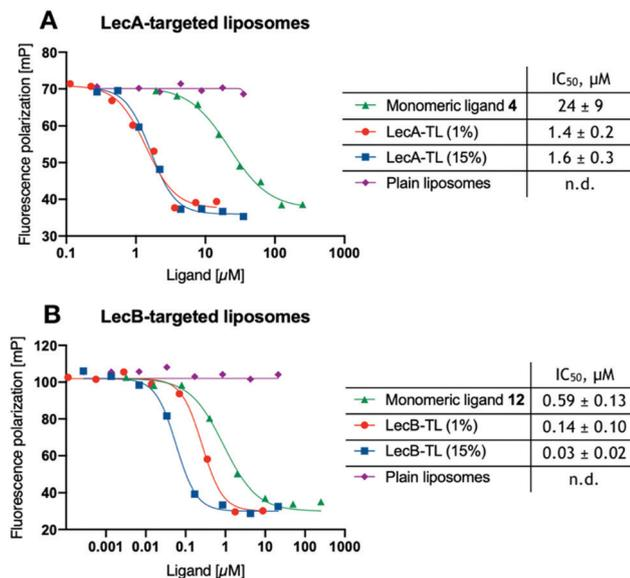 A LecA-targeted liposomes
Fluorescence polarization [mP]
80
70
60
50
40
30
0.1 1 10 100 1000
Ligand [µM]
IC50, µM
Monomeric ligand 4 24 ± 9
LecA-TL (1%) 1.4 ± 0.2
LecA-TL (15%) 1.6 ± 0.3
Plain liposomes n.d.
B LecB-targeted liposomes
Fluorescence polarization [mP]
120
100
80
60
40
20
0.001 0.01 0.1 1 10 100 1000
Ligand [µM]
IC50, µM
Monomeric ligand 12 0.59 ± 0.13
LecB-TL (1%) 0.14 ± 0.10
LecB-TL (15%) 0.03 ± 0.02
Plain liposomes n.d.